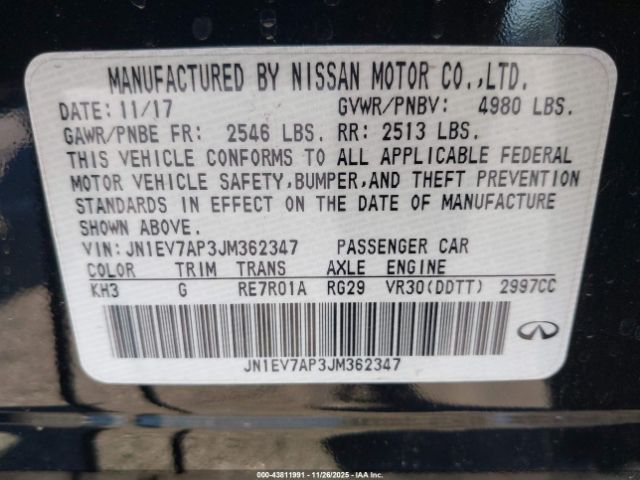 MANUFACTURED BY NISSAN MOTOR CO.,LTD.
DATE: 11/17 GVWR/PNBV: 4980 LBS.
GAWR/PNBE FR: 2546 LBS. RR: 2513 LBS.
THIS VEHICLE CONFORMS TO ALL APPLICABLE FEDERAL
MOTOR VEHICLE SAFETY,BUMPER,AND THEFT PREVENTION
STANDARDS IN EFFECT ON THE DATE OF MANUFACTURE
SHOWN ABOVE.
VIN: JN1EV7AP3JM362347 PASSENGER CAR
COLOR TRIM TRANS AXLE ENGINE
KH3 G RE7R01A RG29 VR30(DDTT) 2997CC
JN1EV7AP3JM362347
000-43811991 - 11/26/2025 - © IAA Inc.